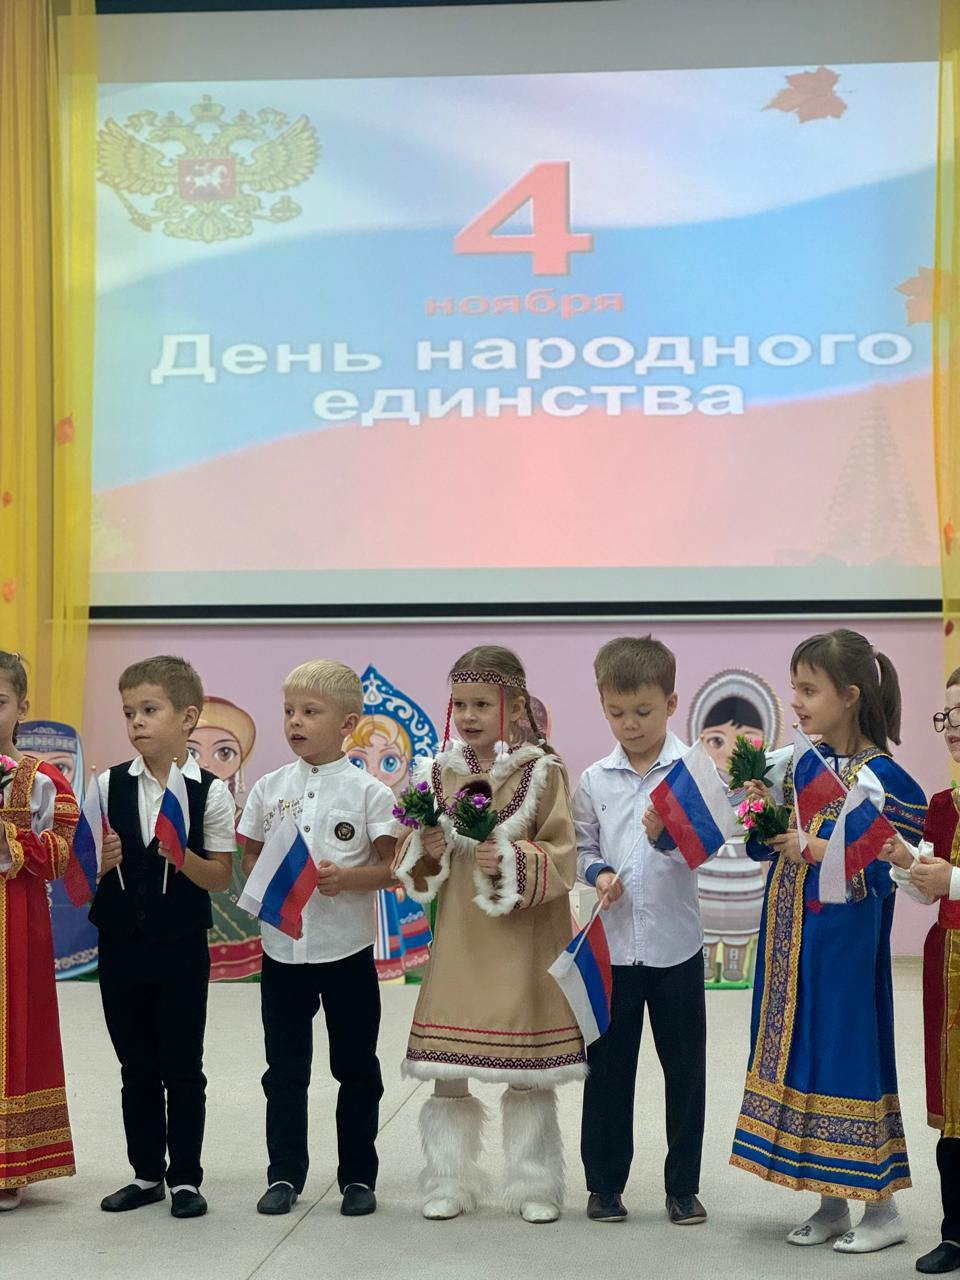 4
ноября
День народного
единства